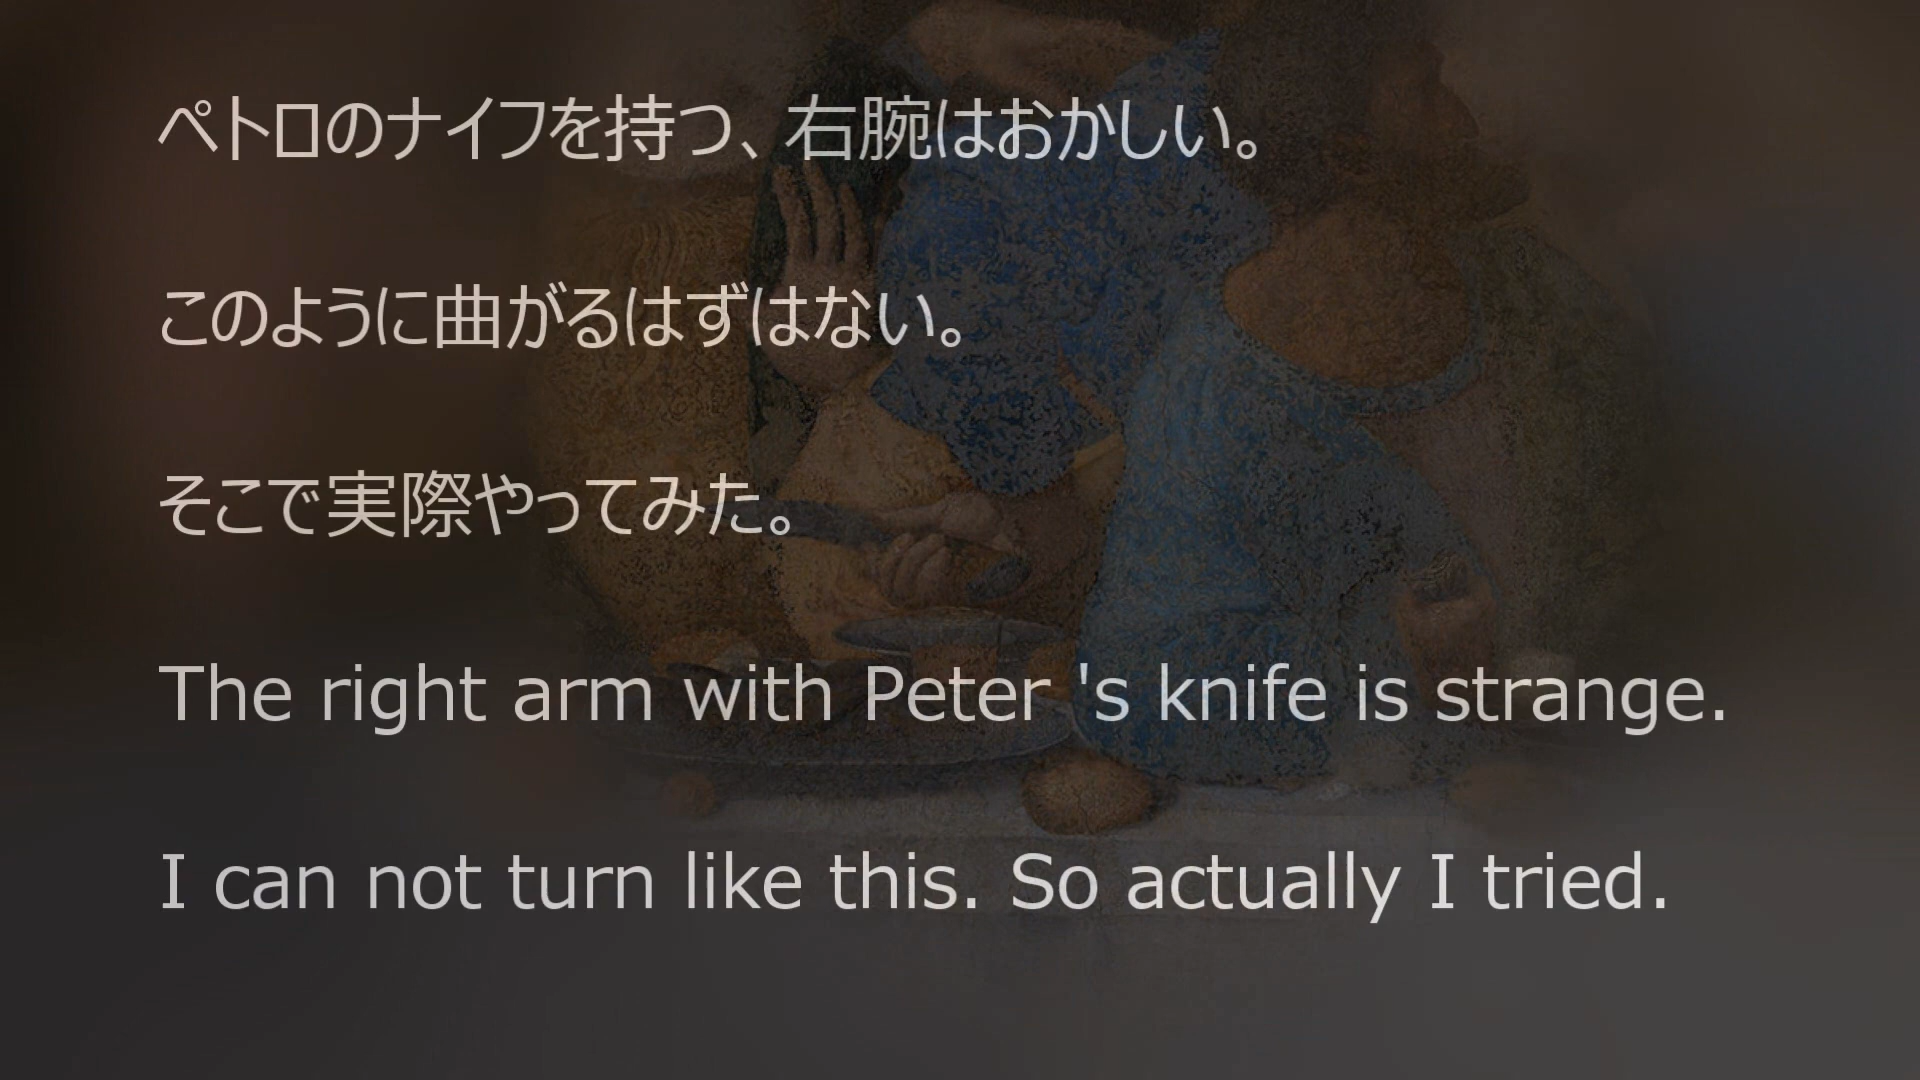 ペトロのナイフを持つ、右腕はおかしい。
このように曲がるはずはない。
そこで実際やってみた。
The right arm with Peter 's knife is strange.
I can not turn like this. So actually I tried.